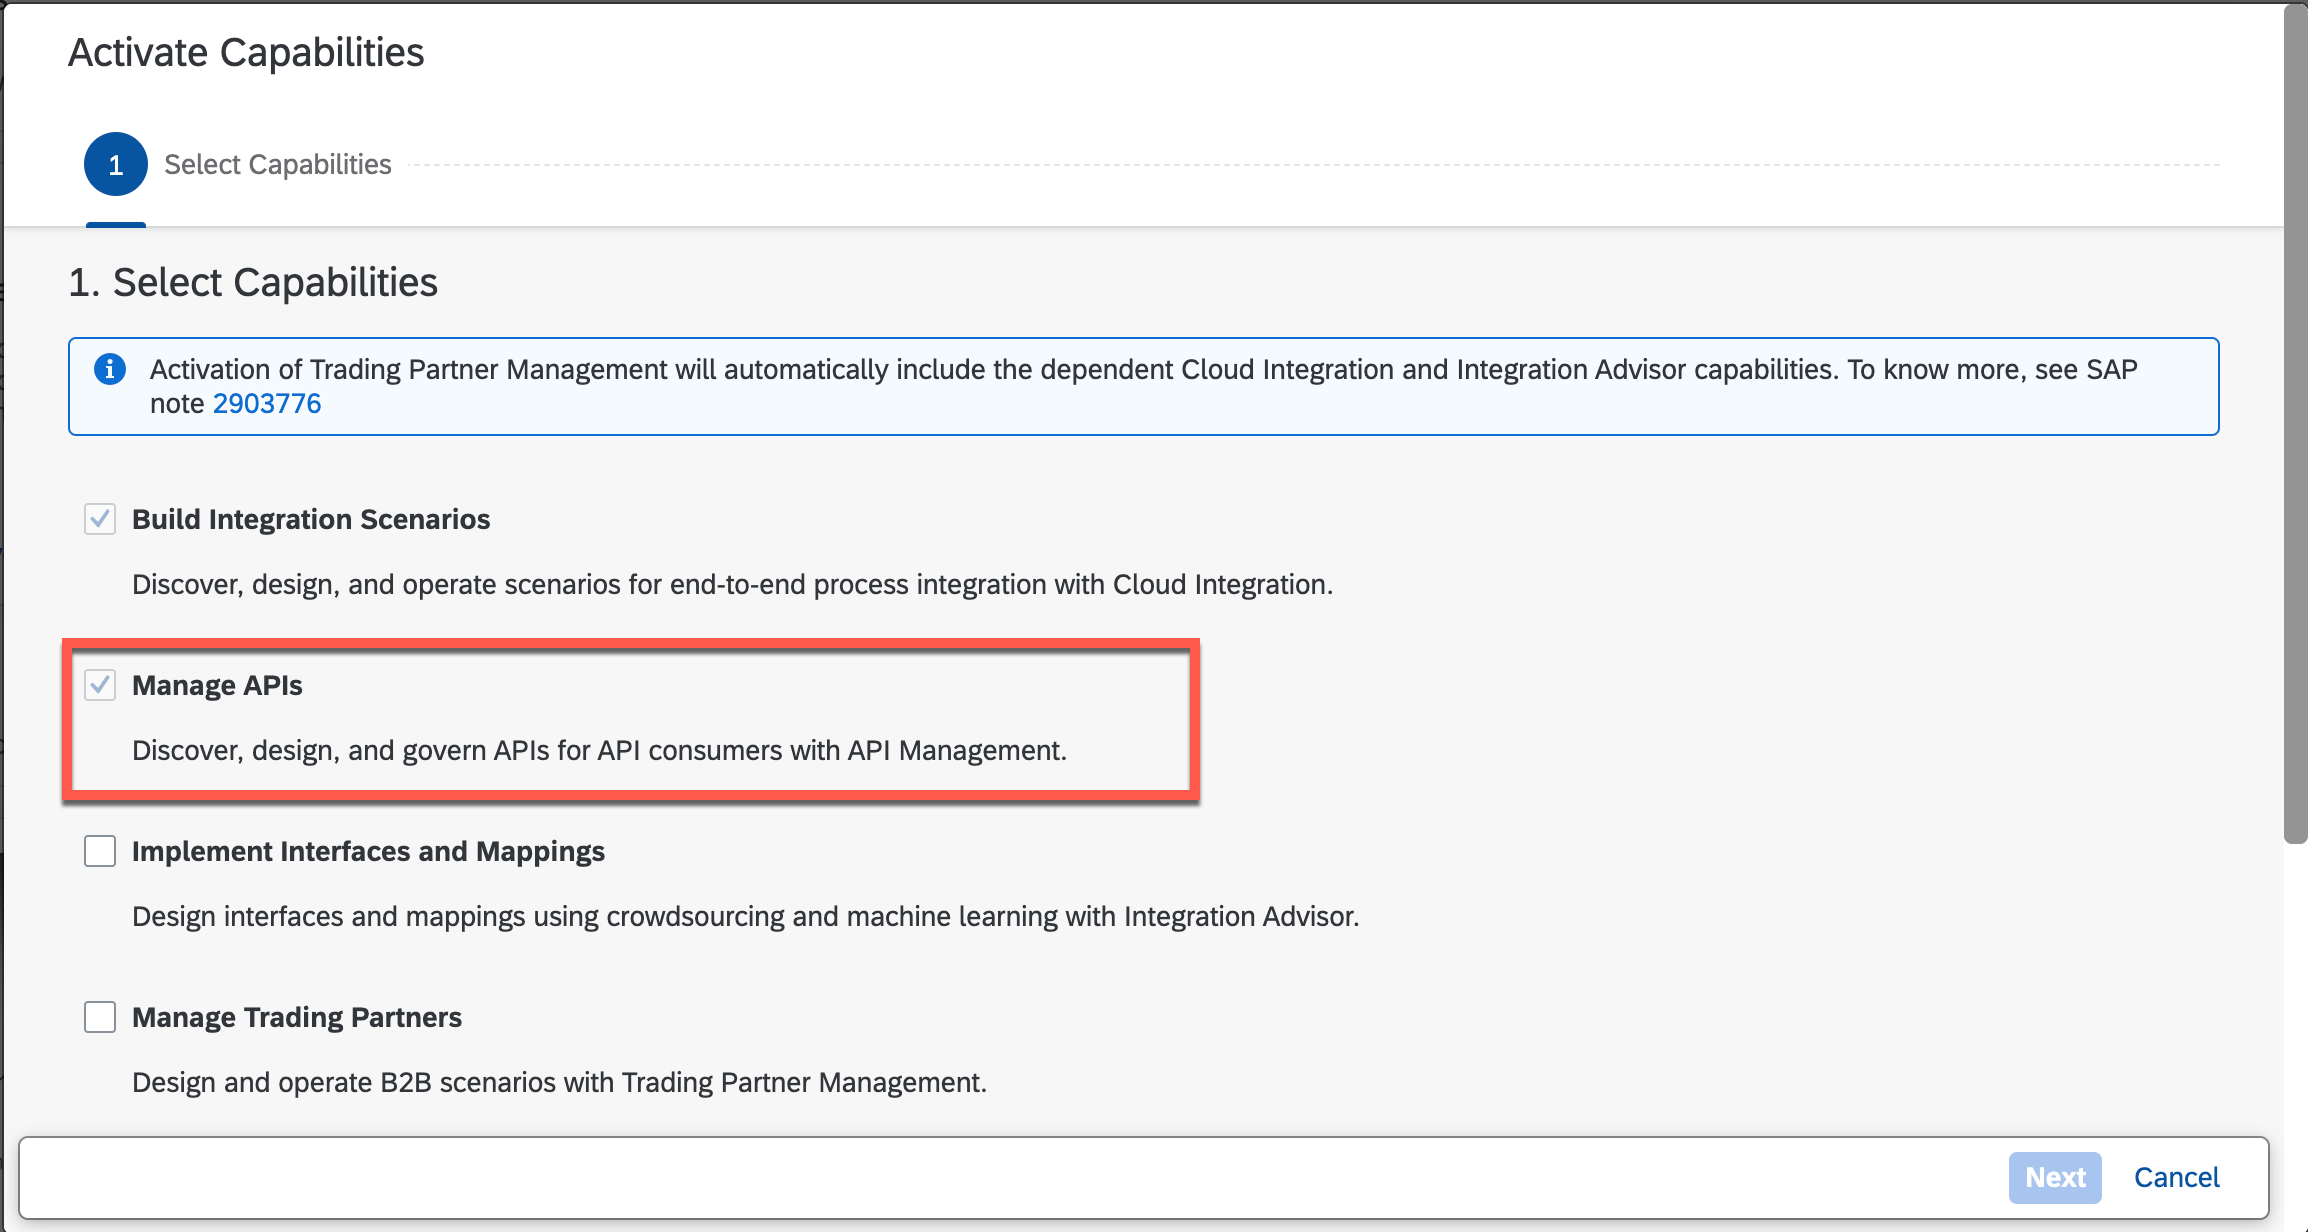 Activate Capabilities
1 Select Capabilities
1. Select Capabilities
Activation of Trading Partner Management will automatically include the dependent Cloud Integration and Integration Advisor capabilities. To know more, see SAP
note 2903776
Build Integration Scenarios
Discover, design, and operate scenarios for end-to-end process integration with Cloud Integration.
Manage APIs
Discover, design, and govern APIs for API consumers with API Management.
Implement Interfaces and Mappings
Design interfaces and mappings using crowdsourcing and machine learning with Integration Advisor.
Manage Trading Partners
Design and operate B2B scenarios with Trading Partner Management.
Next Cancel